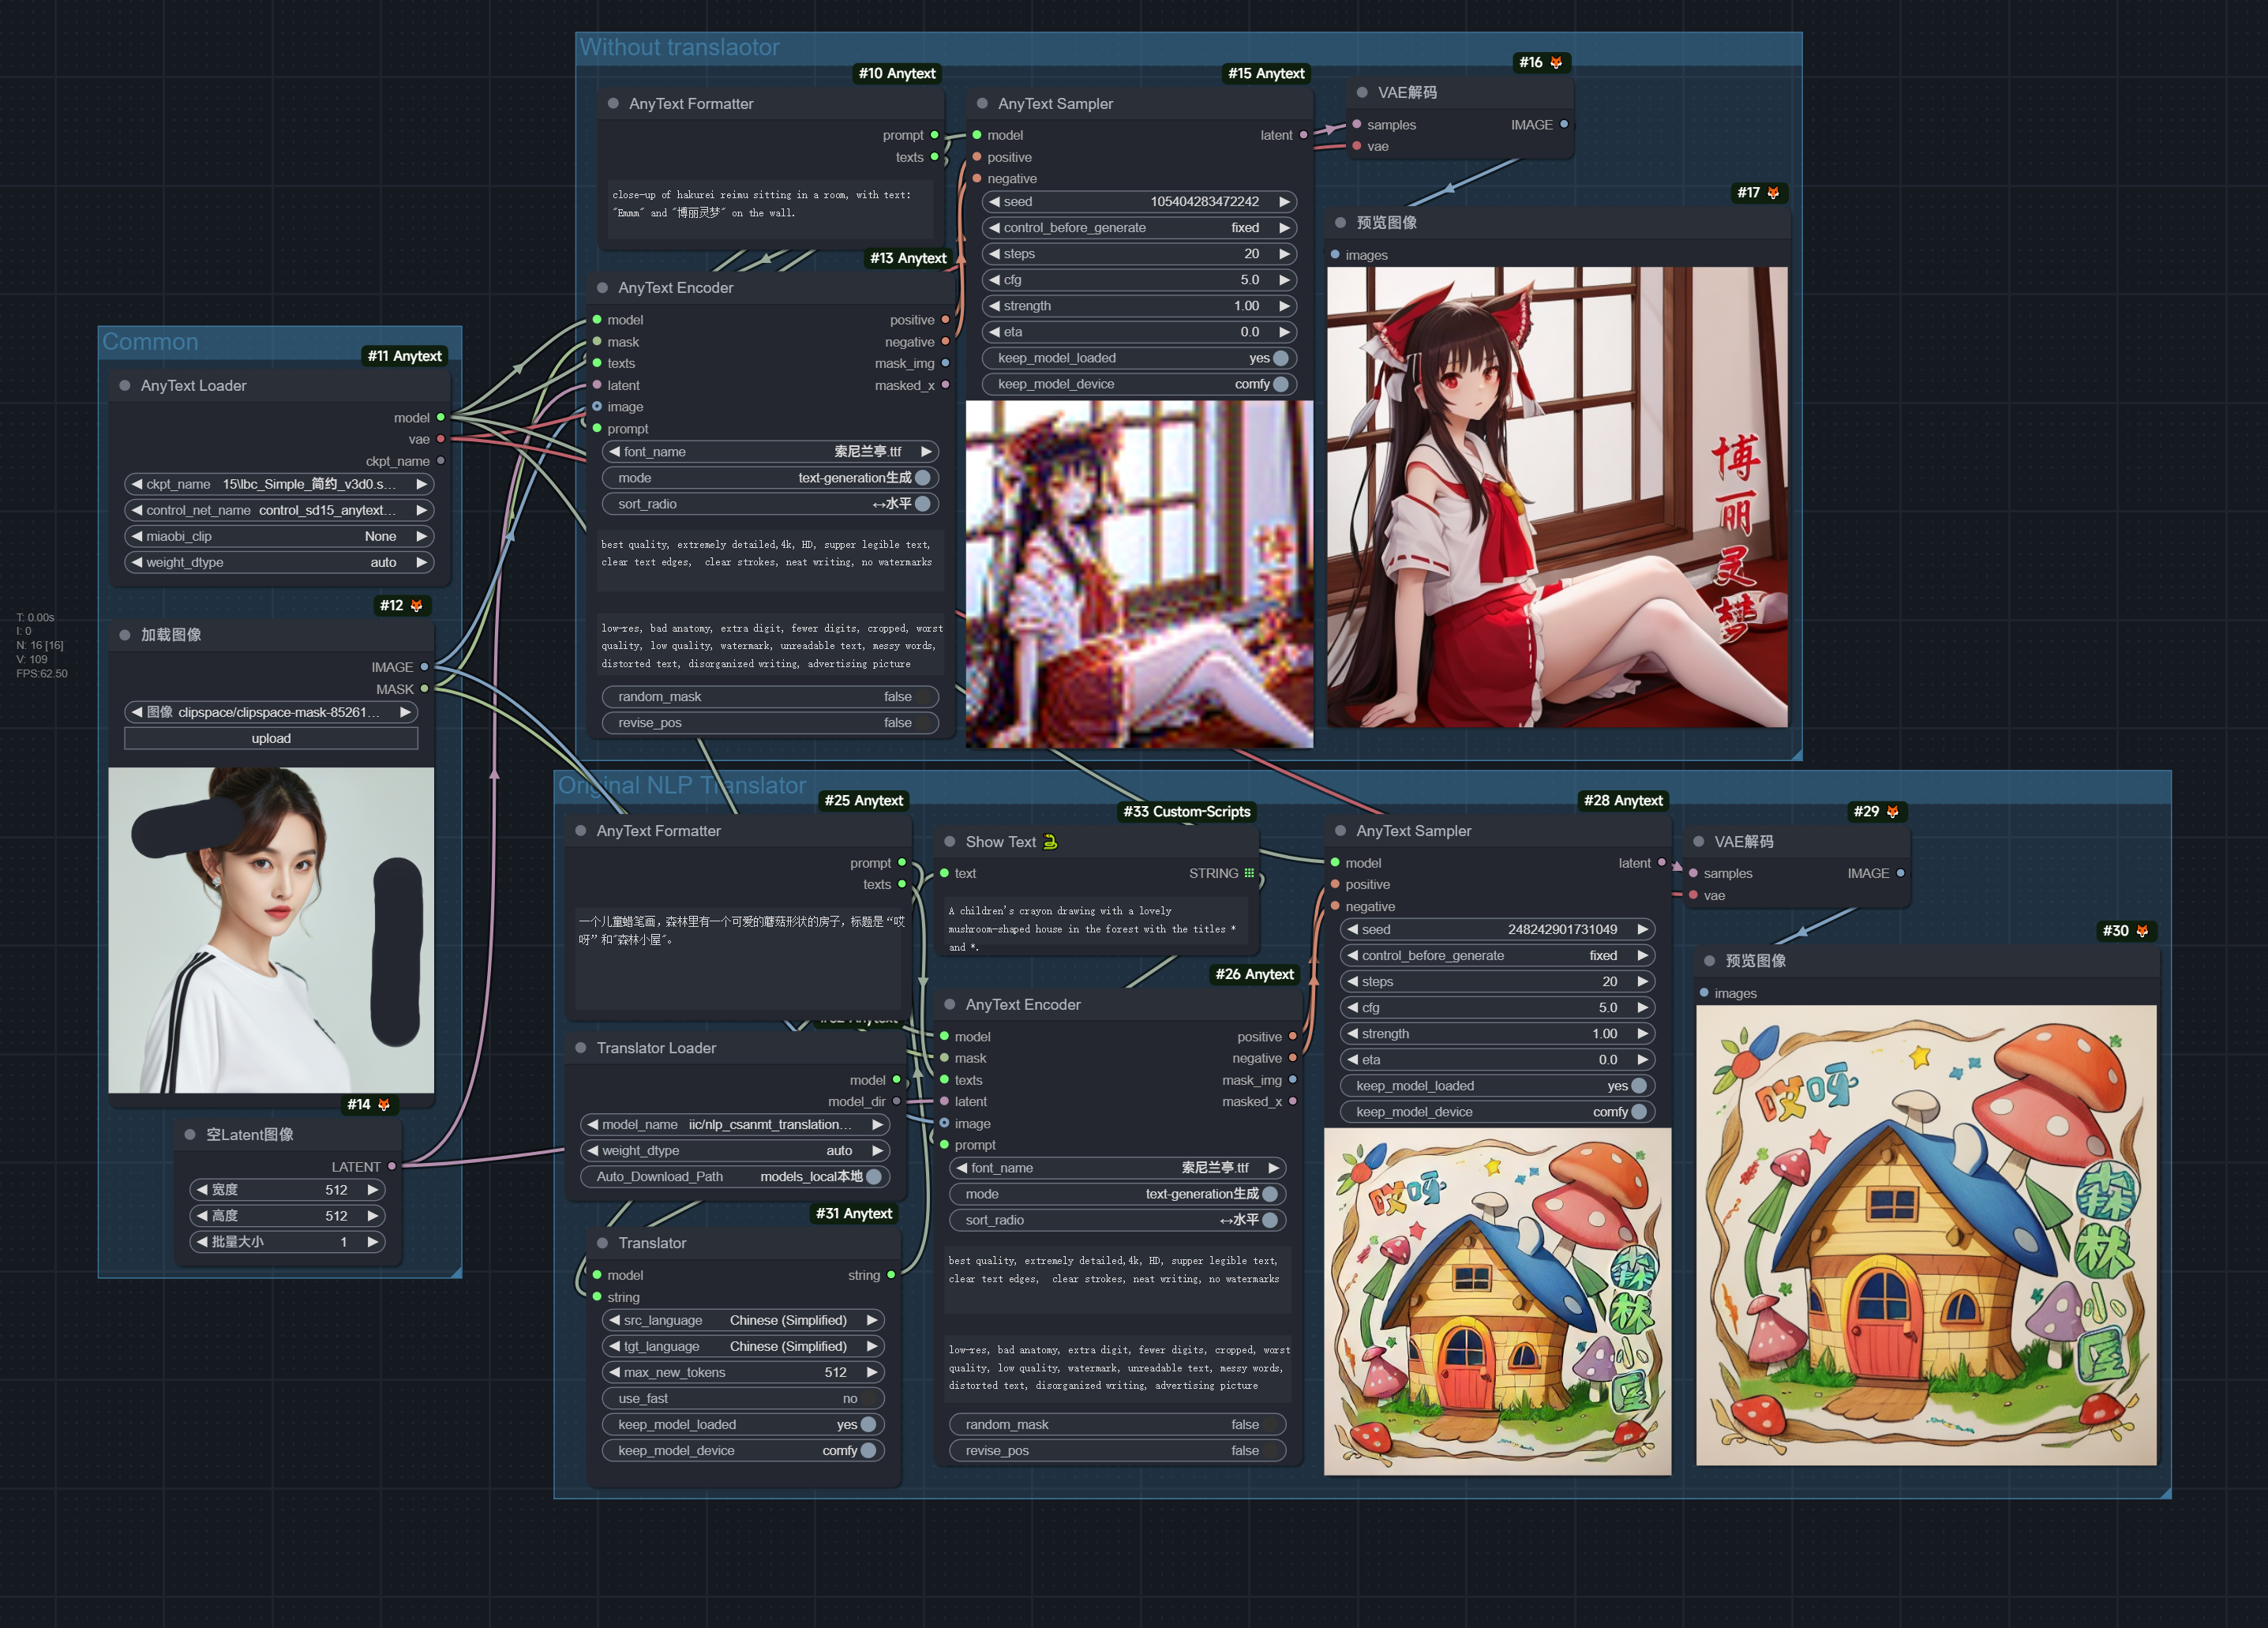 Without translaotor
#10 Anytext
AnyText Formatter
prompt
texts
close-up of hakurei reimu sitting in a room, with text:
"Emmm" and "博丽灵梦" on the wall.
#13 Anytext
AnyText Encoder
model positive
mask negative
texts mask_img
latent masked_x
image
prompt
font_name 索尼兰亭.ttf
mode text-generation生成
sort_radio ↔水平
best quality, extremely detailed,4k, HD, supper legible text,
clear text edges,  clear strokes, neat writing, no watermarks
low-res, bad anatomy, extra digit, fewer digits, cropped, worst
quality, low quality, watermark, unreadable text, messy words,
distorted text, disorganized writing, advertising picture
random_mask false
revise_pos false
#15 Anytext
AnyText Sampler
model latent
positive
negative
seed 105404283472242
control_before_generate fixed
steps 20
cfg 5.0
strength 1.00
eta 0.0
keep_model_loaded yes
keep_model_device comfy
#16
VAE解码
samples IMAGE
vae
#17
预览图像
images
博
丽
灵
梦
Common
#11 Anytext
AnyText Loader
model
vae
ckpt_name
ckpt_name 15\lbc_Simple_简约_v3d0.s...
control_net_name control_sd15_anytext...
miaobi_clip None
weight_dtype auto
T: 0.00s
I: 0
N: 16 [16]
V: 109
FPS:62.50
#12
加载图像
IMAGE
MASK
图像 clipspace/clipspace-mask-85261...
upload
#14
空Latent图像
LATENT
宽度 512
高度 512
批量大小 1
Original NLP Translator
#25 Anytext
AnyText Formatter
prompt
texts
一个儿童蜡笔画，森林里有一个可爱的蘑菇形状的房子，标题是“哎
呀”和"森林小屋"。
Translator Loader
model
model_dir
model_name iic/nlp_csanmt_translation...
weight_dtype auto
Auto_Download_Path models_local本地
#31 Anytext
Translator
model string
string
src_language Chinese (Simplified)
tgt_language Chinese (Simplified)
max_new_tokens 512
use_fast no
keep_model_loaded yes
keep_model_device comfy
#33 Custom-Scripts
Show Text
text STRING
A children's crayon drawing with a lovely
mushroom-shaped house in the forest with the titles *
and *.
#26 Anytext
AnyText Encoder
model positive
mask negative
texts mask_img
latent masked_x
image
prompt
font_name 索尼兰亭.ttf
mode text-generation生成
sort_radio ↔水平
best quality, extremely detailed,4k, HD, supper legible text,
clear text edges,  clear strokes, neat writing, no watermarks
low-res, bad anatomy, extra digit, fewer digits, cropped, worst
quality, low quality, watermark, unreadable text, messy words,
distorted text, disorganized writing, advertising picture
random_mask false
revise_pos false
#28 Anytext
AnyText Sampler
model latent
positive
negative
seed 248242901731049
control_before_generate fixed
steps 20
cfg 5.0
strength 1.00
eta 0.0
keep_model_loaded yes
keep_model_device comfy
哎呀
森
林
小
屋
#29
VAE解码
samples IMAGE
vae
#30
预览图像
images
哎呀
森
林
小
屋